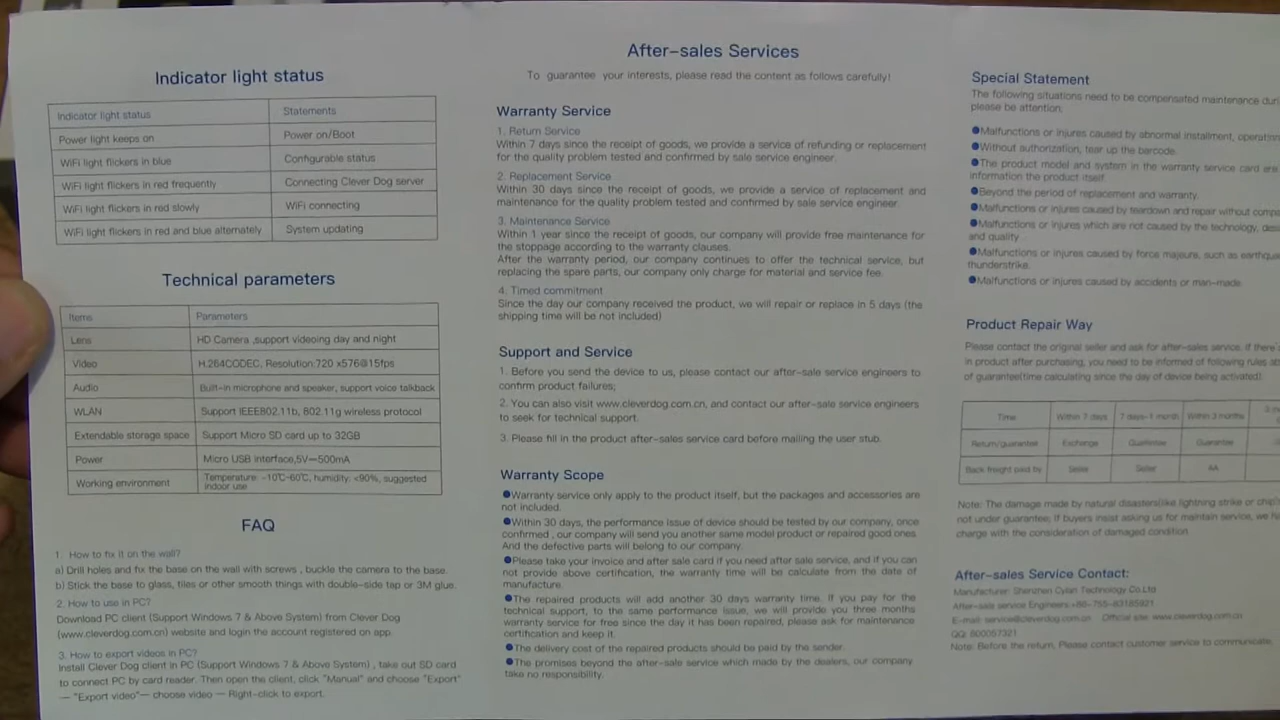 Indicator light status
Indicator light status Statements
Power light keeps on Power on/Boot
WiFi light flickers in blue Configurable status
WiFi light flickers in red frequently Connecting Clever Dog server
WiFi light flickers in red slowly WiFi connecting
WiFi light flickers in red and blue alternately System updating
Technical parameters
Items Parameters
Lens HD Camera ,support videoing day and night
Video H.264CODEC, Resolution:720 x576@15fps
Audio Built-in microphone and speaker, support voice talkback
WLAN Support IEEE802.11b, 802.11g wireless protocol
Extendable storage space Support Micro SD card up to 32GB
Power Micro USB interface,5V⎓500mA
Working environment Temperature: -10℃-60℃, humidity: <90%, suggested
indoor use
FAQ
1. How to fix it on the wall?
a) Drill holes and fix the base on the wall with screws , buckle the camera to the base.
b) Stick the base to glass, tiles or other smooth things with double-side tap or 3M glue.
2. How to use in PC?
Download PC client (Support Windows 7 & Above System) from Clever Dog
(www.cleverdog.com.cn) website and login the account registered on app.
3. How to export videos in PC?
Install Clever Dog client in PC (Support Windows 7 & Above System) , take out SD card
to connect PC by card reader. Then open the client, click "Manual" and choose "Export"
— "Export video"— choose video — Right-click to export.
After-sales Services
To guarantee your interests, please read the content as follows carefully!
Warranty Service
1. Return Service
Within 7 days since the receipt of goods, we provide a service of refunding or replacement
for the quality problem tested and confirmed by sale service engineer.
2. Replacement Service
Within 30 days since the receipt of goods, we provide a service of replacement and
maintenance for the quality problem tested and confirmed by sale service engineer.
3. Maintenance Service
Within 1 year since the receipt of goods, our company will provide free maintenance for
the stoppage according to the warranty clauses.
After the warranty period, our company continues to offer the technical service, but
replacing the spare parts, our company only charge for material and service fee.
4. Timed commitment
Since the day our company received the product, we will repair or replace in 5 days (the
shipping time will be not included)
Support and Service
1. Before you send the device to us, please contact our after-sale service engineers to
confirm product failures;
2. You can also visit www.cleverdog.com.cn, and contact our after-sale service engineers
to seek for technical support.
3. Please fill in the product after-sales service card before mailing the user stub.
Warranty Scope
●Warranty service only apply to the product itself, but the packages and accessories are
not included.
●Within 30 days, the performance issue of device should be tested by our company, once
confirmed , our company will send you another same model product or repaired good ones.
And the defective parts will belong to our company.
●Please take your invoice and after sale card if you need after sale service, and if you can
not provide above certification, the warranty time will be calculate from the date of
manufacture.
●The repaired products will add another 30 days warranty time. If you pay for the
technical support, to the same performance issue, we will provide you three months
warranty service for free since the day it has been repaired, please ask for maintenance
certification and keep it.
●The delivery cost of the repaired products should be paid by the sender.
●The promises beyond the after-sale service which made by the dealers, our company
take no responsibility.
Special Statement
The following situations need to be compensated maintenance
please be attention:
●Malfunctions or injures caused by abnormal installment,
●Without authorization, tear up the barcode.
●The product model and system in the warranty service card are
information the product itself.
●Beyond the period of replacement and warranty.
●Malfunctions or injures caused by teardown and repair without
●Malfunctions or injures which are not caused by the technology,
and quality
●Malfunctions or injures caused by force majeure, such as
thunderstrike.
●Malfunctions or injures caused by accidents or man-made
Product Repair Way
Please contact the original seller and ask for after-sales service. If there
in product after purchasing, you need to be informed of following rules
of guarantee(time calculating since the day of device being activated)
Time Within 7 days 7 days-1 month Within 3 months
Return/guarantee Exchange Guarantee Guarantee
Back freight paid by Seller Seller AA
Note: The damage made by natural disasters(like lightning strike or
not under guarantee; If buyers insist asking us for maintain service, we
charge with the consideration of damaged condition
After-sales Service Contact:
Manufacturer: Shenzhen Cylan Technology Co.Ltd
After-sale service Engineers:+86-755-83185921
E-mail: service@cleverdog.com.cn Official site: www.cleverdog.com.cn
QQ: 800067321
Note: Before the return, Please contact customer service to communicate,